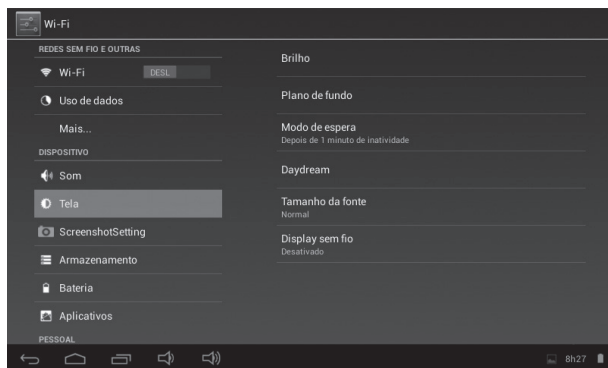 Wi-Fi
REDES SEM FIO E OUTRAS
Wi-Fi DESL
Uso de dados
Mais...
DISPOSITIVO
Som
Tela
ScreenshotSetting
Armazenamento
Bateria
Aplicativos
PESSOAL
Brilho
Plano de fundo
Modo de espera
Depois de 1 minuto de inatividade
Daydream
Tamanho da fonte
Normal
Display sem fio
Desativado
8h27